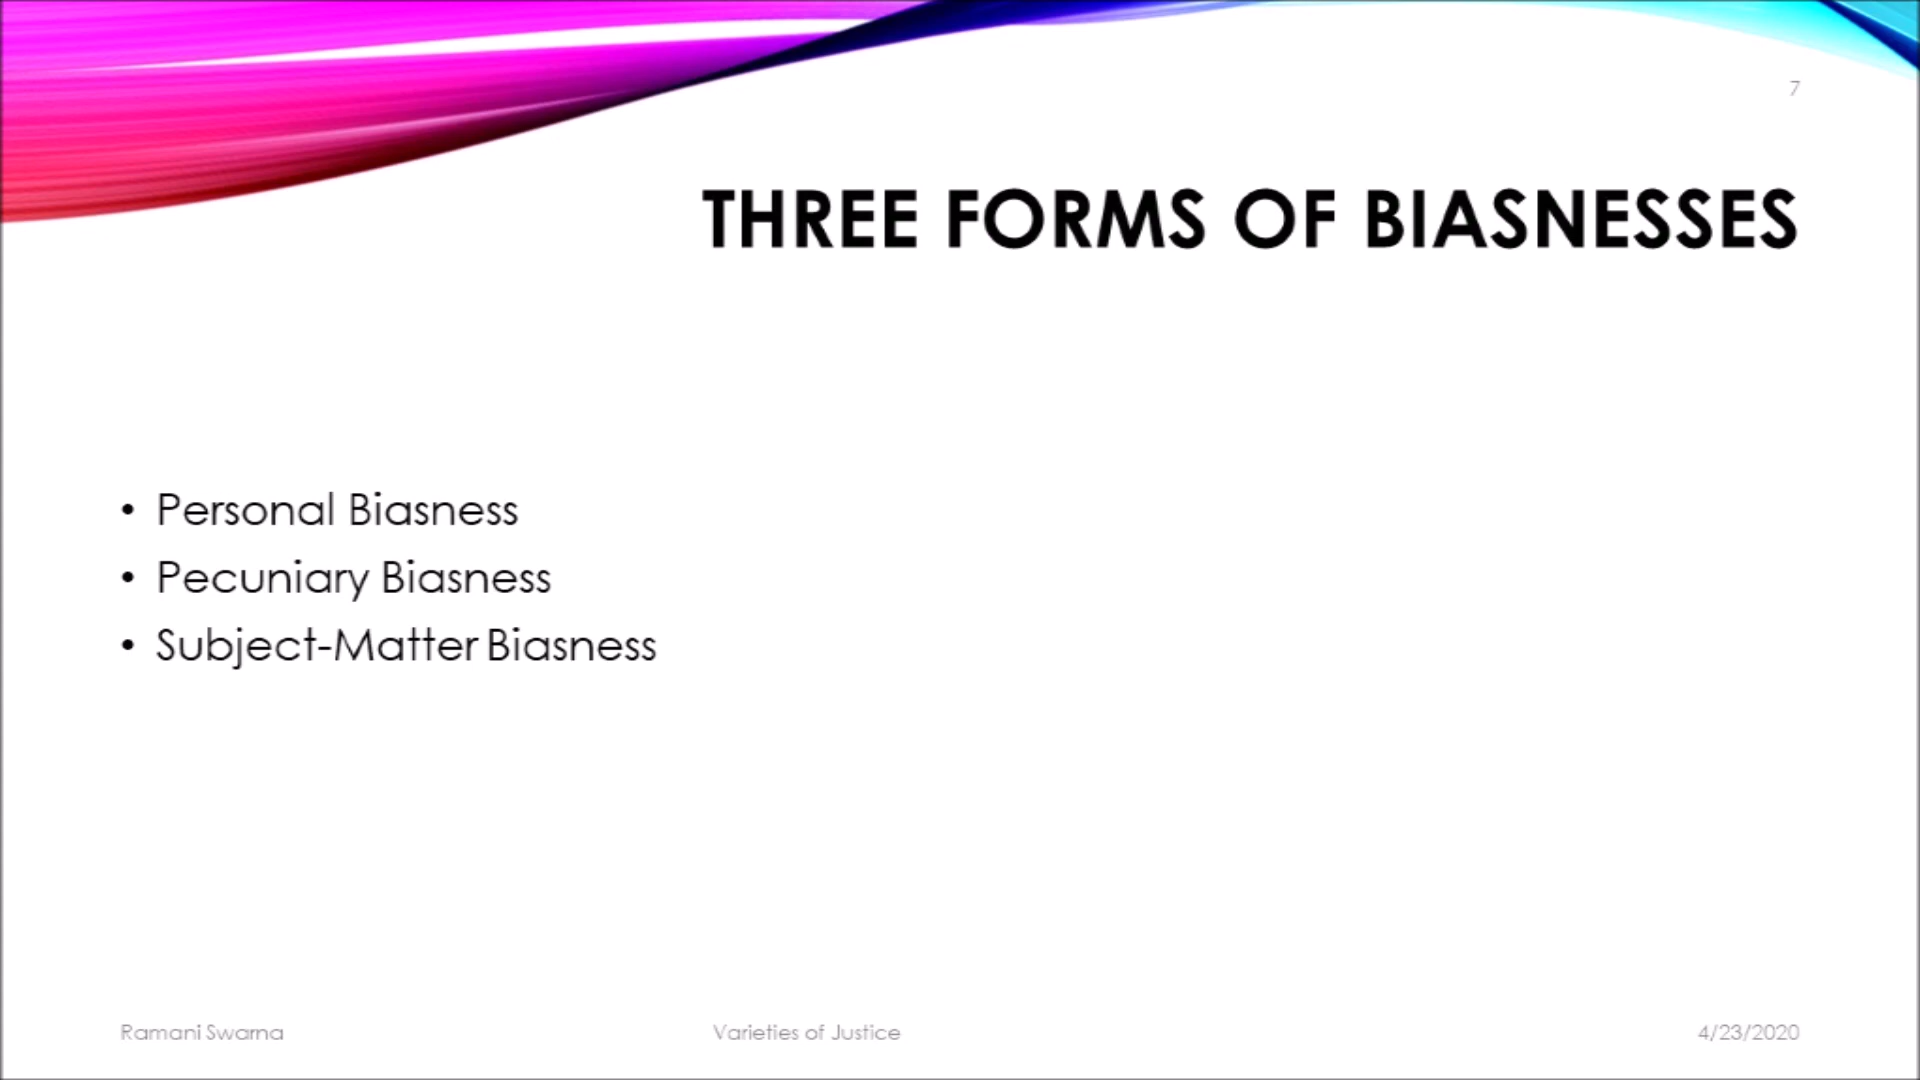 7
THREE FORMS OF BIASNESSES
• Personal Biasness
• Pecuniary Biasness
• Subject-Matter Biasness
Ramani Swarna
Varieties of Justice
4/23/2020